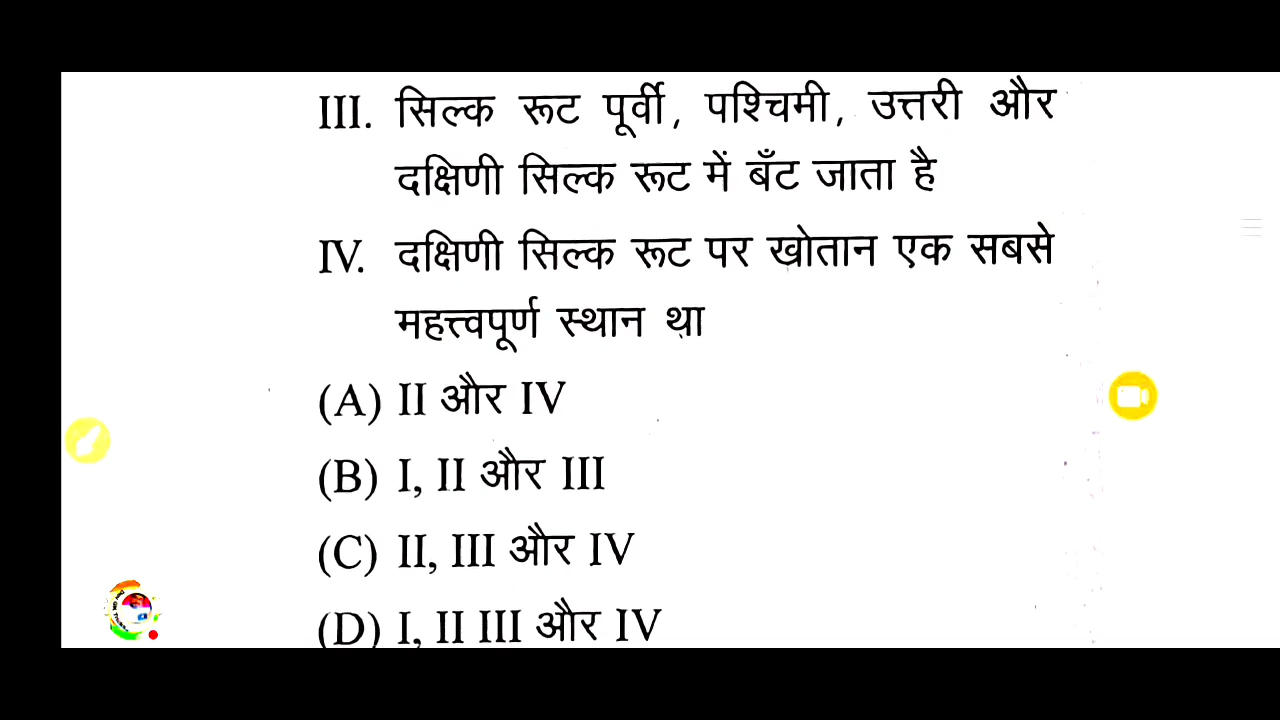 III. सिल्क रूट पूर्वी, पश्चिमी, उत्तरी और
दक्षिणी सिल्क रूट में बँट जाता है
IV. दक्षिणी सिल्क रूट पर खोतान एक सबसे
महत्त्वपूर्ण स्थान था
(A) II और IV
(B) I, II और III
(C) II, III और IV
(D) I, II III और IV